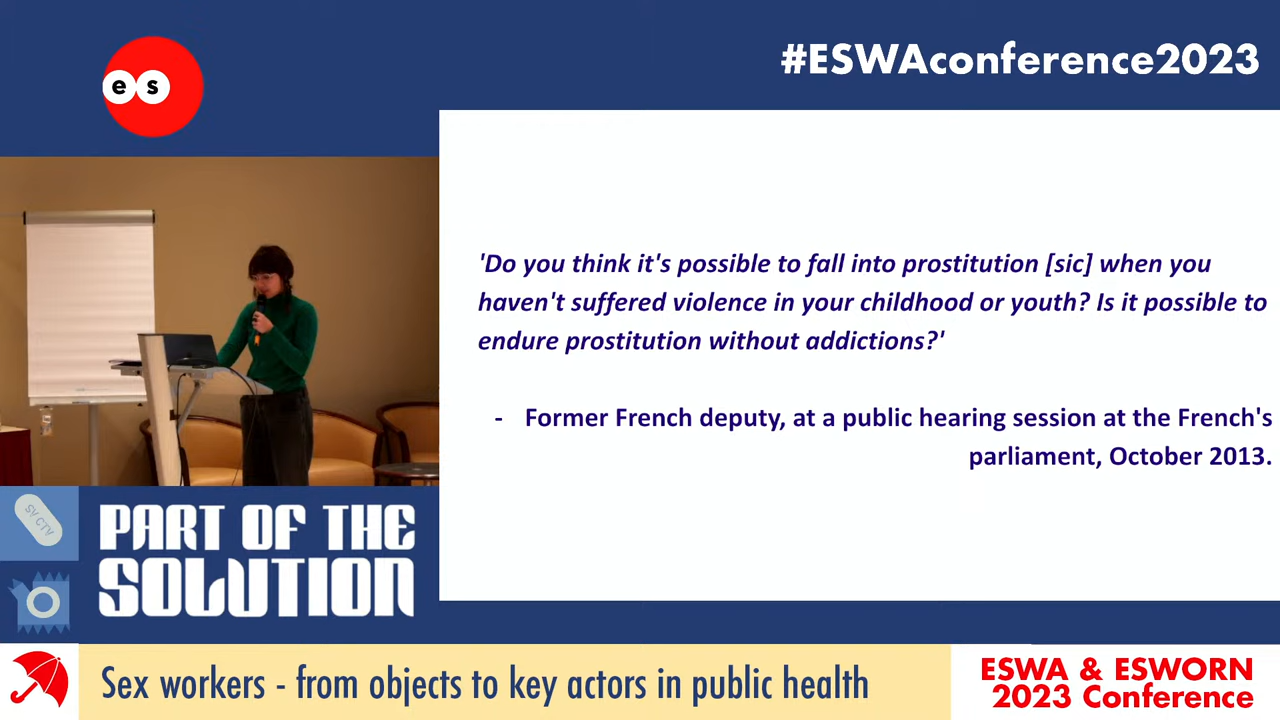 es
#ESWAconference2023
'Do you think it's possible to fall into prostitution [sic] when you
haven't suffered violence in your childhood or youth? Is it possible to
endure prostitution without addictions?'
- Former French deputy, at a public hearing session at the French's
parliament, October 2013.
PART OF THE
SOLUTION
Sex workers - from objects to key actors in public health
ESWA & ESWORN
2023 Conference